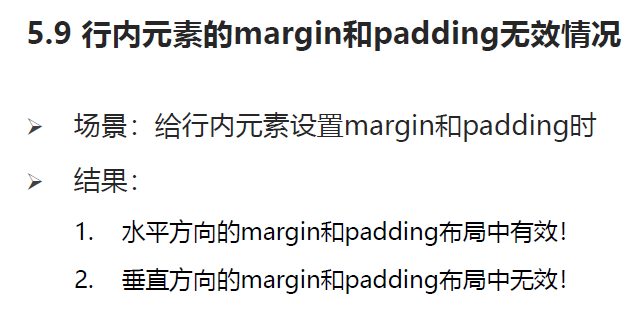 5.9 行内元素的margin和padding无效情况
➢ 场景：给行内元素设置margin和padding时
➢ 结果：
1. 水平方向的margin和padding布局中有效！
2. 垂直方向的margin和padding布局中无效！